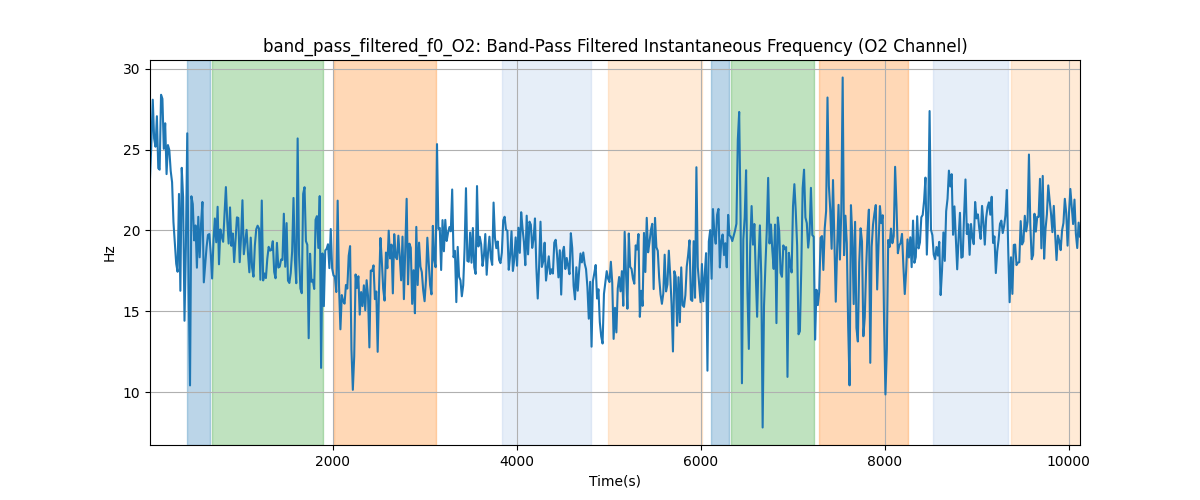 band_pass_filtered_f0_O2: Band-Pass Filtered Instantaneous Frequency (O2 Channel)
30
25
20
15
10
Hz
2000 4000 6000 8000 10000
Time(s)